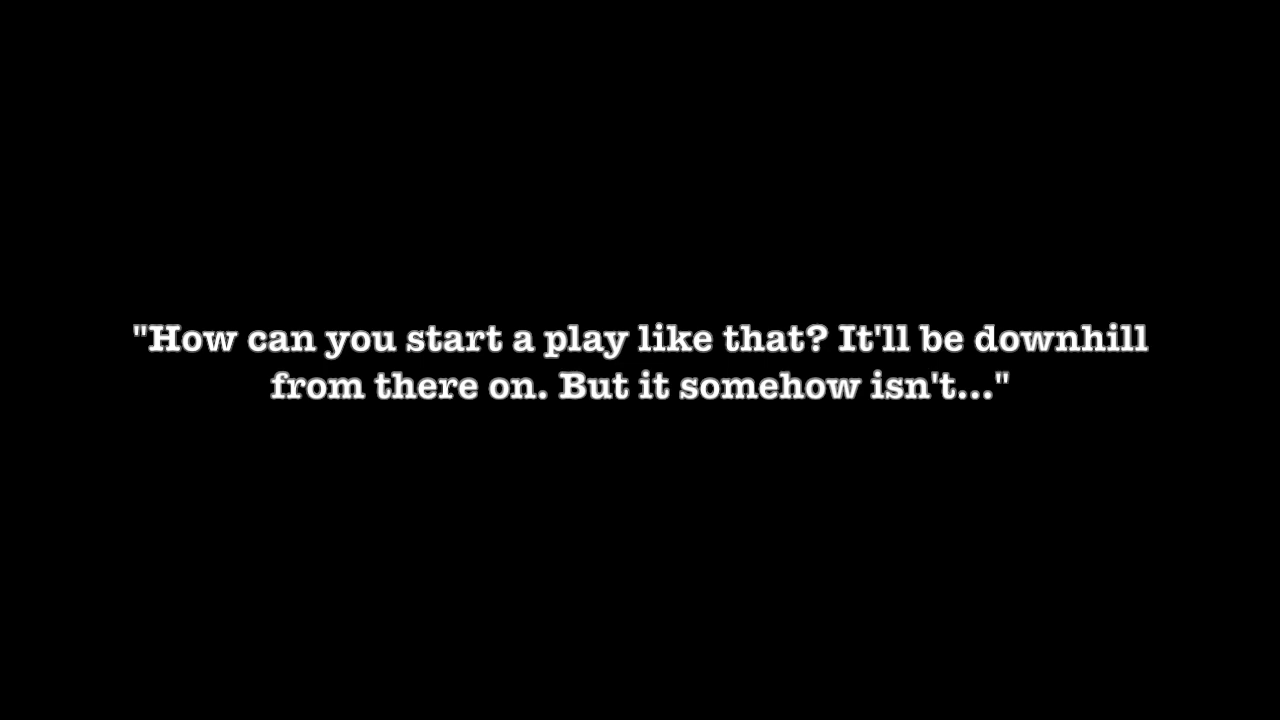 "How can you start a play like that? It'll be downhill
from there on. But it somehow isn't..."